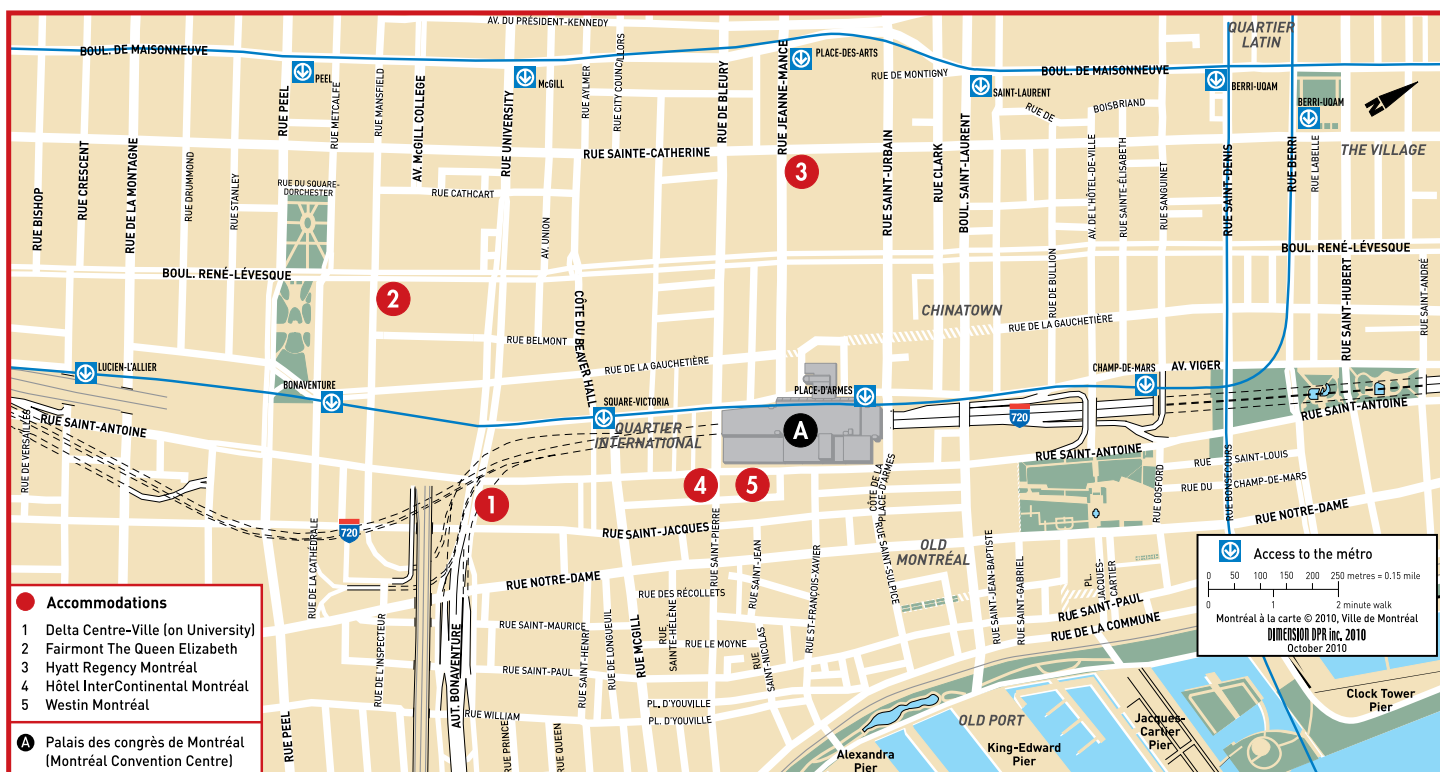 AV. DU PRÉSIDENT-KENNEDY
QUARTIER
LATIN
BOUL. DE MAISONNEUVE
PEEL
McGILL
PLACE-DES-ARTS
RUE DE MONTIGNY
SAINT-LAURENT
BOUL. DE MAISONNEUVE
BERRI-UQAM
BERRI-UQAM
RUE DE
BOISBRIAND
RUE PEEL
RUE METCALFE
RUE MANSFIELD
AV. McGILL COLLEGE
RUE UNIVERSITY
RUE AYLMER
RUE CITY COUNCILLORS
RUE DE BLEURY
RUE JEANNE-MANCE
RUE SAINTE-CATHERINE
THE VILLAGE
3
RUE BISHOP
RUE CRESCENT
RUE DE LA MONTAGNE
RUE DRUMMOND
RUE STANLEY
RUE DU SQUARE-
DORCHESTER
RUE CATHCART
AV. UNION
RUE SAINT-URBAIN
RUE CLARK
BOUL. SAINT-LAURENT
AV. DE L'HÔTEL-DE-VILLE
RUE SAINTE-ÉLISABETH
RUE SANGUINET
RUE SAINT-DENIS
RUE BERRI
RUE LABELLE
BOUL. RENÉ-LÉVESQUE
BOUL. RENÉ-LÉVESQUE
2
CÔTE DU BEAVER HALL
RUE DE BULLION
RUE SAINT-HUBERT
RUE SAINT-ANDRÉ
CHINATOWN
RUE DE LA GAUCHETIÈRE
RUE BELMONT
RUE DE LA GAUCHETIÈRE
LUCIEN-L'ALLIER
BONAVENTURE
SQUARE-VICTORIA
PLACE-D'ARMES
CHAMP-DE-MARS
AV. VIGER
QUARTIER
INTERNATIONAL
A
720
RUE SAINT-ANTOINE
RUE SAINT-ANTOINE
RUE SAINT-ANTOINE
RUE DE VERSAILLES
RUE
SAINT-LOUIS
RUE DU
CHAMP-DE-MARS
1
4
5
CÔTE DE LA
PLACE-D'ARMES
RUE GOSFORD
RUE BONSECOURS
RUE NOTRE-DAME
720
RUE SAINT-JACQUES
RUE SAINT-PIERRE
RUE SAINT-JEAN
RUE ST-FRANÇOIS-XAVIER
RUE SAINT-SULPICE
OLD
MONTRÉAL
RUE SAINT-JEAN-BAPTISTE
RUE SAINT-GABRIEL
PL.
JACQUES-
CARTIER
RUE DE LA CATHÉDRALE
RUE NOTRE-DAME
RUE DES RÉCOLLETS
RUE SAINT-PAUL
RUE DE LA COMMUNE
RUE SAINT-MAURICE
RUE SAINT-HENRI
RUE DE LONGUEUIL
RUE McGILL
RUE
SAINTE-HÉLÈNE
RUE LE MOYNE
RUE
SAINT-NICOLAS
RUE SAINT-PAUL
RUE DE L'INSPECTEUR
AUT. BONAVENTURE
RUE WILLIAM
PL. D'YOUVILLE
PL. D'YOUVILLE
RUE PRINCE
RUE QUEEN
RUE PEEL
OLD PORT
Alexandra
Pier
King-Edward
Pier
Jacques-
Cartier
Pier
Clock Tower
Pier
Accommodations
1 Delta Centre-Ville (on University)
2 Fairmont The Queen Elizabeth
3 Hyatt Regency Montréal
4 Hôtel InterContinental Montréal
5 Westin Montréal
A Palais des congrès de Montréal
(Montréal Convention Centre)
Access to the métro
0 50 100 150 200 250 metres = 0.15 mile
0 1 2 minute walk
Montréal à la carte © 2010, Ville de Montréal
DIMENSION DPR inc. 2010
October 2010